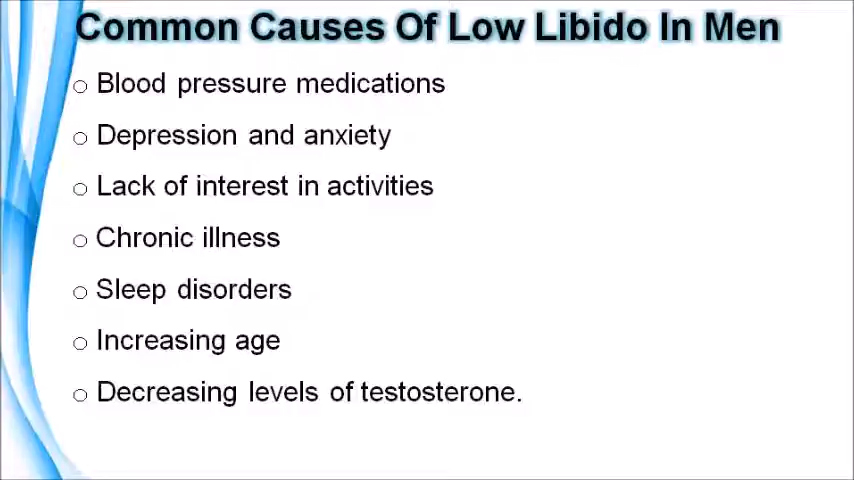 Common Causes Of Low Libido In Men
○ Blood pressure medications
○ Depression and anxiety
○ Lack of interest in activities
○ Chronic illness
○ Sleep disorders
○ Increasing age
○ Decreasing levels of testosterone.